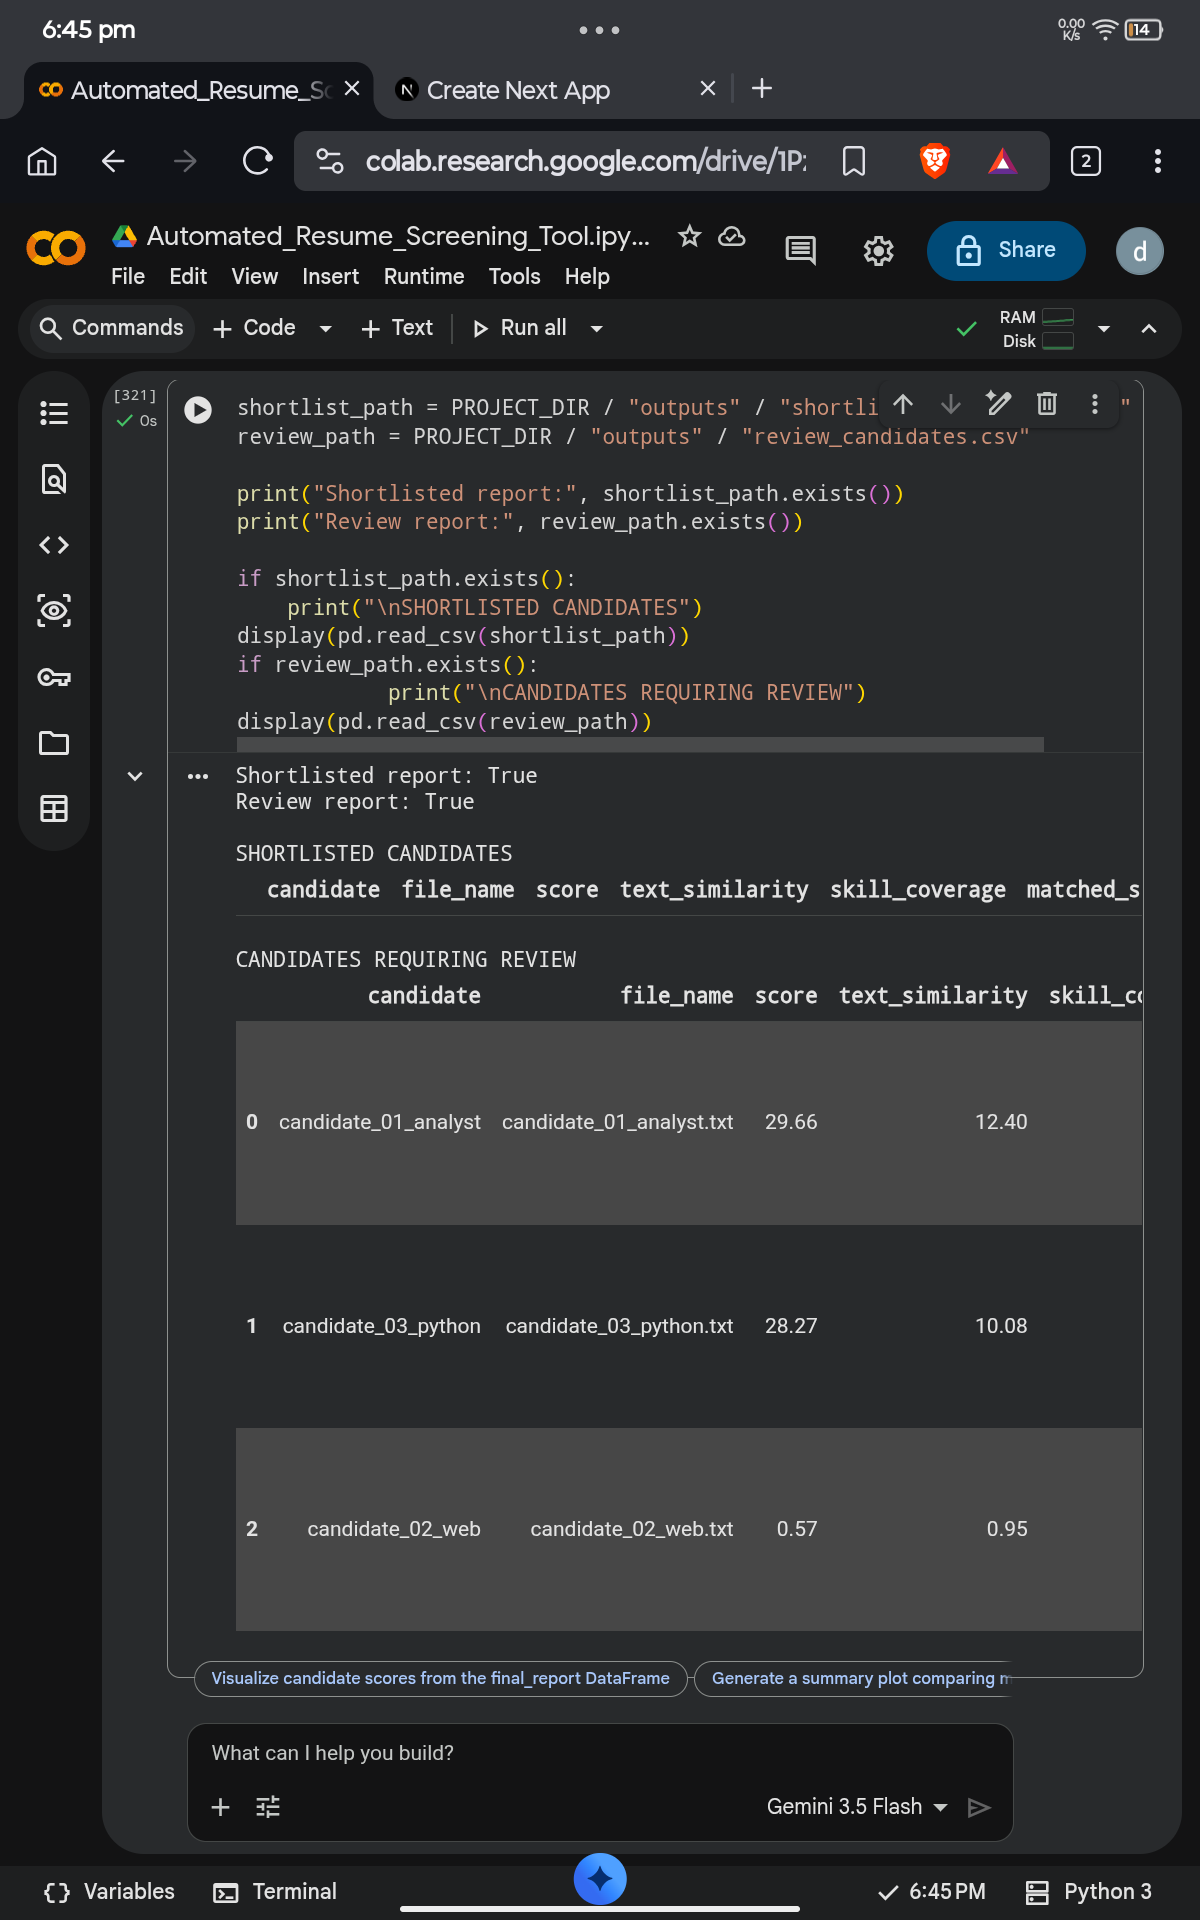 6:45 pm
0.00
K/s
14
Automated_Resume_Sc
Create Next App
colab.research.google.com/drive/1P
2
Automated_Resume_Screening_Tool.ipy...
Share
d
File Edit View Insert Runtime Tools Help
Commands + Code + Text Run all
RAM
Disk
[321]
0s
shortlist_path = PROJECT_DIR / "outputs" / "shortli "
review_path = PROJECT_DIR / "outputs" / "review_candidates.csv"
print("Shortlisted report:", shortlist_path.exists())
print("Review report:", review_path.exists())
if shortlist_path.exists():
print("\nSHORTLISTED CANDIDATES")
display(pd.read_csv(shortlist_path))
if review_path.exists():
print("\nCANDIDATES REQUIRING REVIEW")
display(pd.read_csv(review_path))
Shortlisted report: True
Review report: True
SHORTLISTED CANDIDATES
candidate file_name score text_similarity skill_coverage matched_s
CANDIDATES REQUIRING REVIEW
candidate file_name score text_similarity skill_co
0 candidate_01_analyst candidate_01_analyst.txt 29.66 12.40
1 candidate_03_python candidate_03_python.txt 28.27 10.08
2 candidate_02_web candidate_02_web.txt 0.57 0.95
Visualize candidate scores from the final_report DataFrame
Generate a summary plot comparing m
What can I help you build?
Gemini 3.5 Flash
Variables Terminal 6:45 PM Python 3